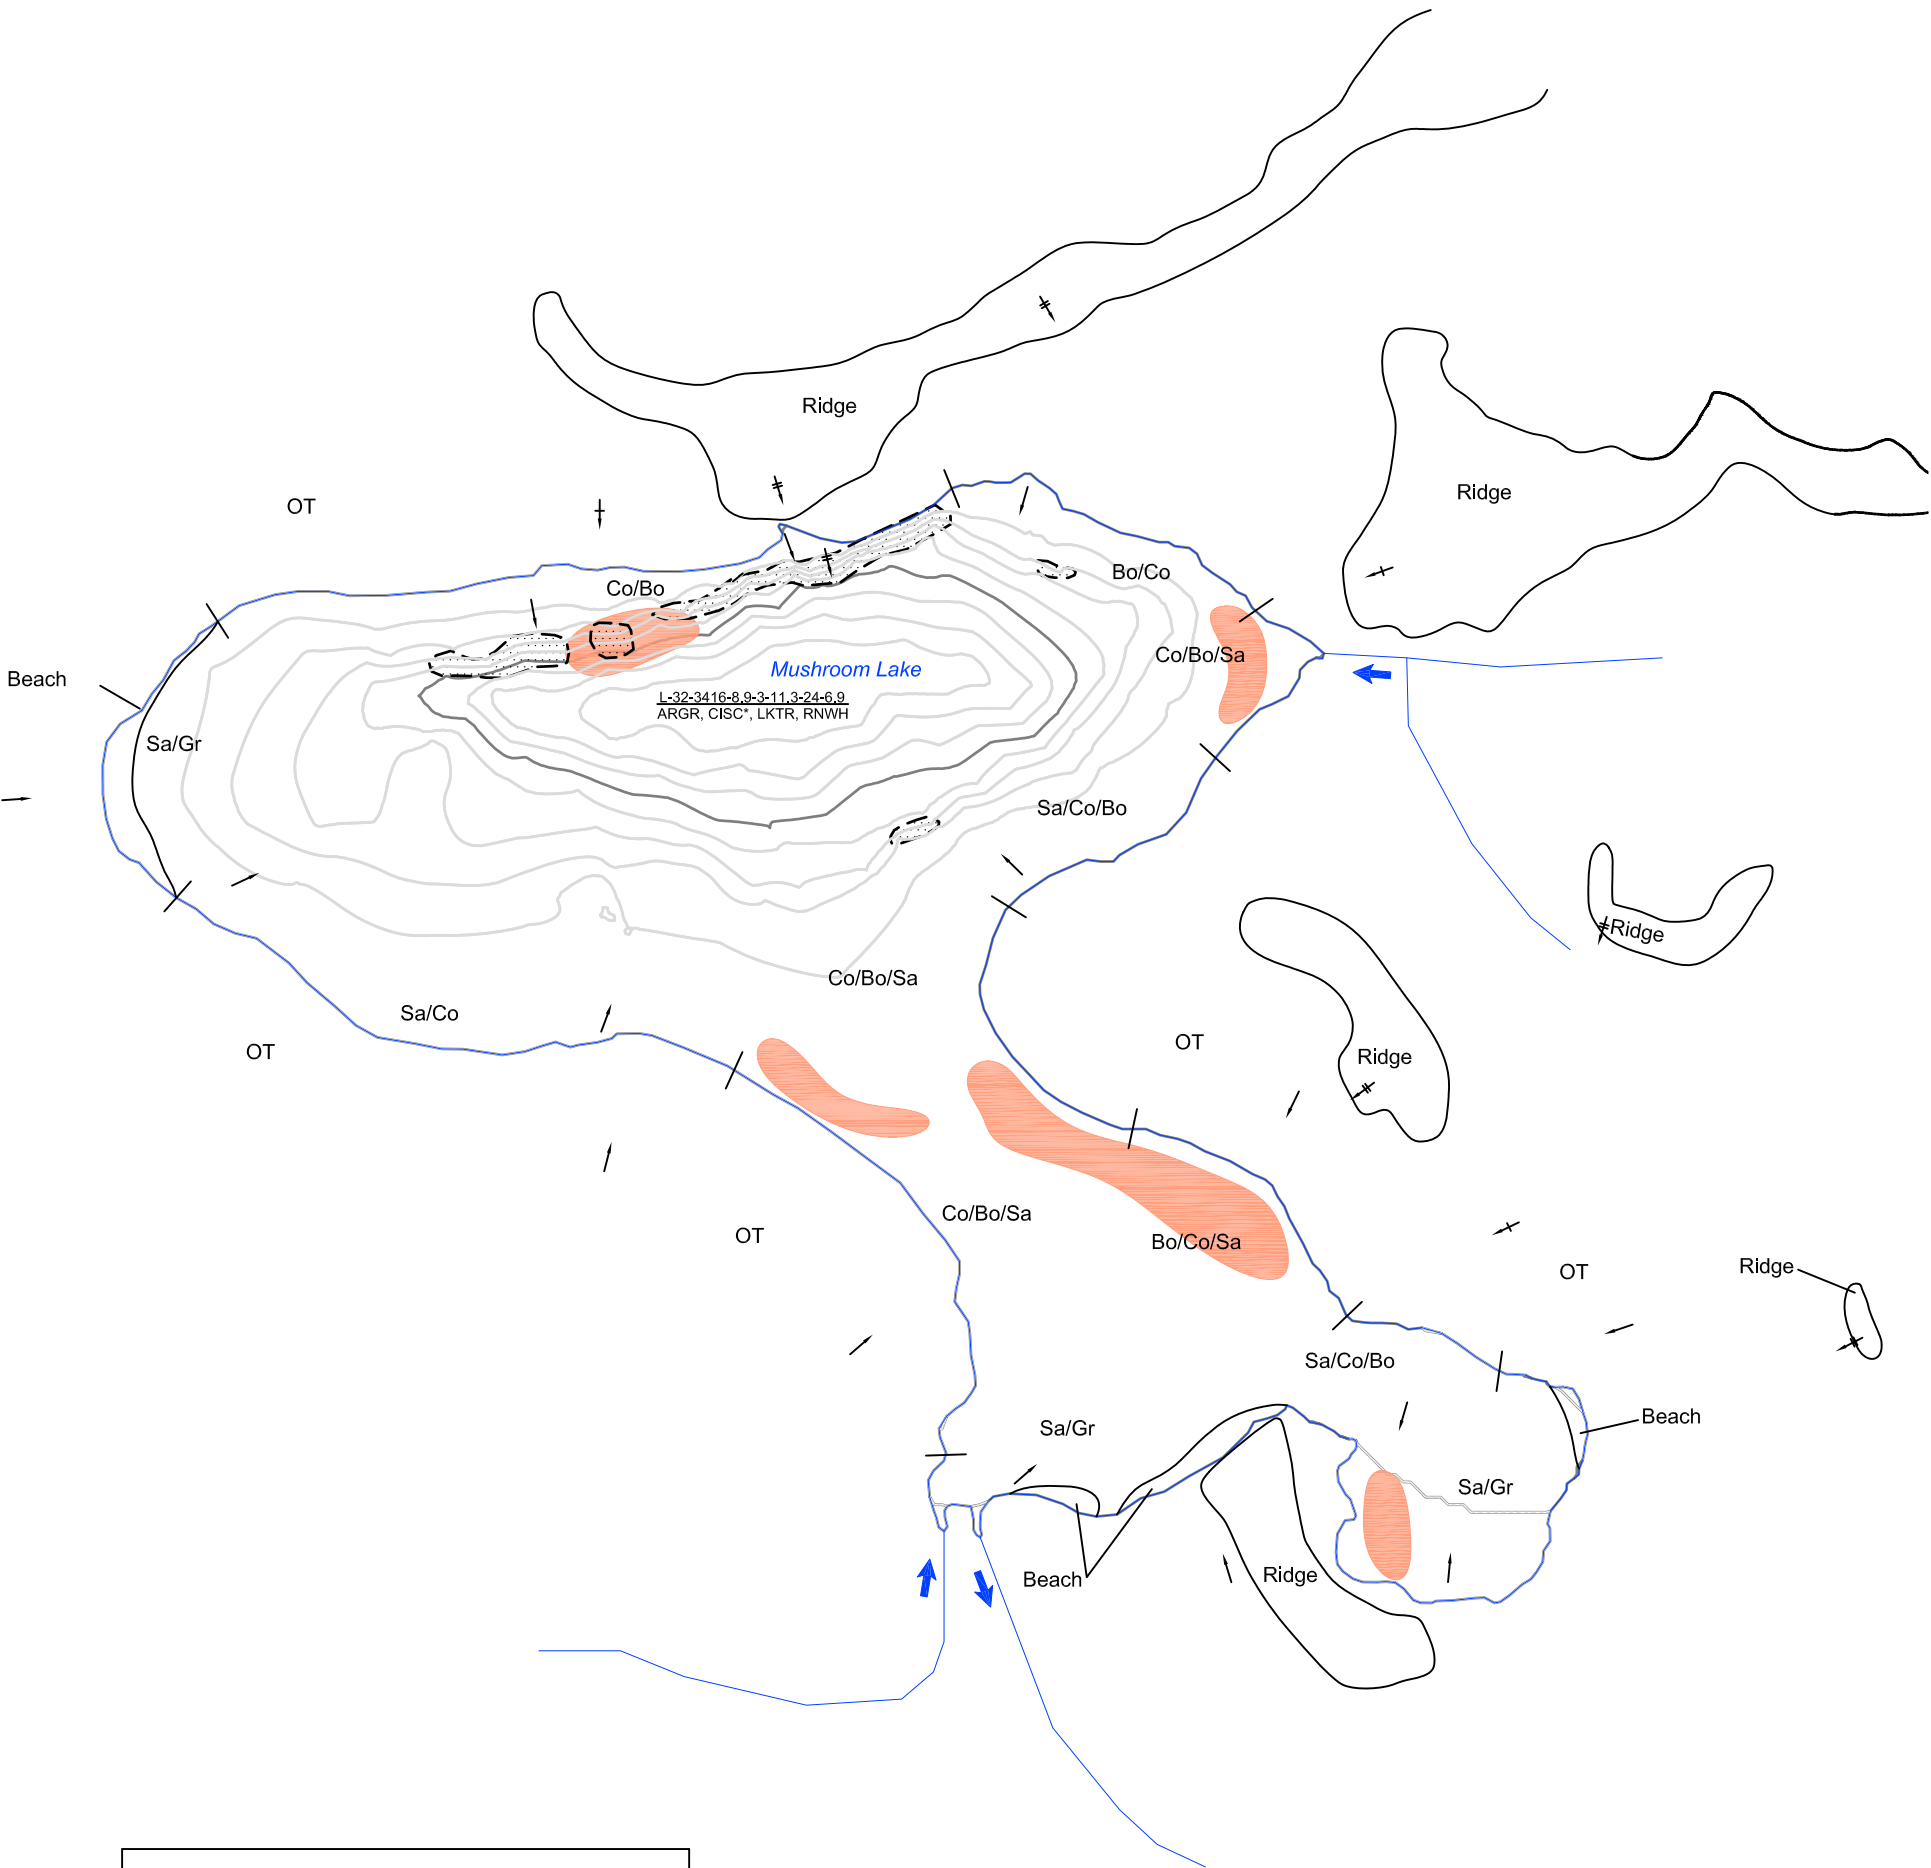 Ridge
Ridge
OT
Co/Bo
Bo/Co
Co/Bo/Sa
Beach
Mushroom Lake
L-32-3416-8.9-3-11.3-24-6.9
ARGR, CISC*, LKTR, RNWH
Sa/Gr
Sa/Co/Bo
Ridge
Co/Bo/Sa
Sa/Co
OT
OT
Ridge
Co/Bo/Sa
OT
Bo/Co/Sa
OT
Ridge
Sa/Co/Bo
Sa/Gr
Beach
Sa/Gr
Beach
Ridge